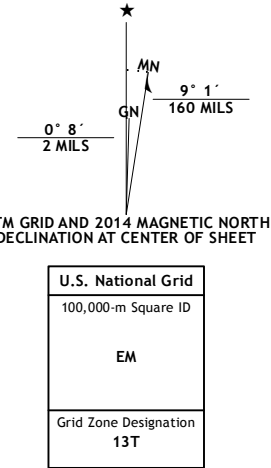 ★
MN
GN
0° 8´
2 MILS
9° 1´
160 MILS
TM GRID AND 2014 MAGNETIC NORTH
DECLINATION AT CENTER OF SHEET
U.S. National Grid
100,000-m Square ID
EM
Grid Zone Designation
13T